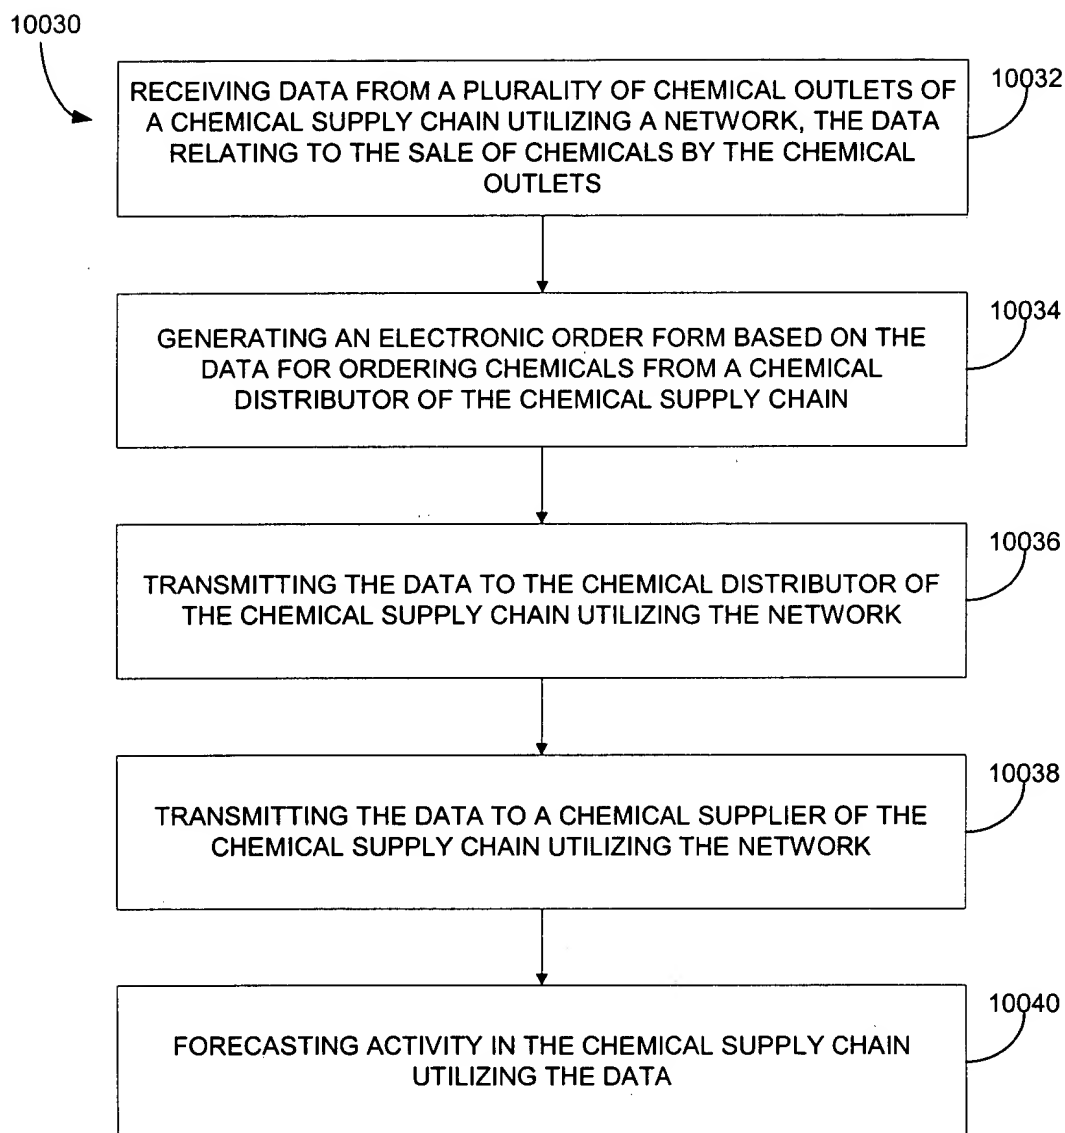 10030
RECEIVING DATA FROM A PLURALITY OF CHEMICAL OUTLETS OF
A CHEMICAL SUPPLY CHAIN UTILIZING A NETWORK, THE DATA
RELATING TO THE SALE OF CHEMICALS BY THE CHEMICAL
OUTLETS
10032
GENERATING AN ELECTRONIC ORDER FORM BASED ON THE
DATA FOR ORDERING CHEMICALS FROM A CHEMICAL
DISTRIBUTOR OF THE CHEMICAL SUPPLY CHAIN
10034
TRANSMITTING THE DATA TO THE CHEMICAL DISTRIBUTOR OF
THE CHEMICAL SUPPLY CHAIN UTILIZING THE NETWORK
10036
TRANSMITTING THE DATA TO A CHEMICAL SUPPLIER OF THE
CHEMICAL SUPPLY CHAIN UTILIZING THE NETWORK
10038
FORECASTING ACTIVITY IN THE CHEMICAL SUPPLY CHAIN
UTILIZING THE DATA
10040